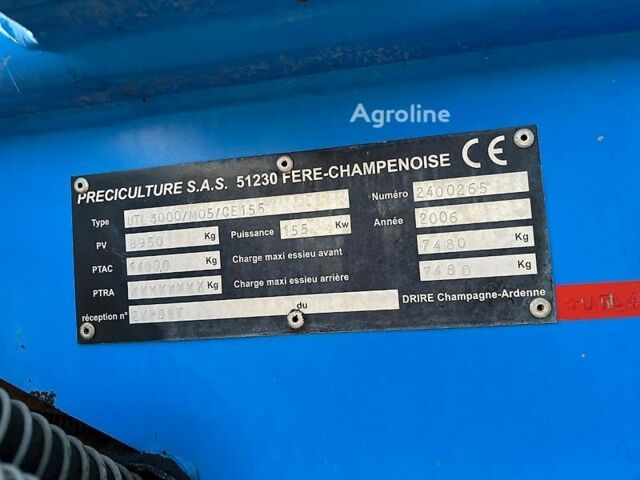 Agroline
PRECICULTURE S.A.S. 51230 FERE-CHAMPENOISE CE
Type UTL4000/M05/CE155 Numéro 2400265
PV 8950 Kg Puissance 155 Kw Année 2006
PTAC 14000 Kg Charge maxi essieu avant 7480 Kg
PTRA XXXXXXXX Kg Charge maxi essieu arrière 7480 Kg
réception n° du DRIRE Champagne-Ardenne
UTL4